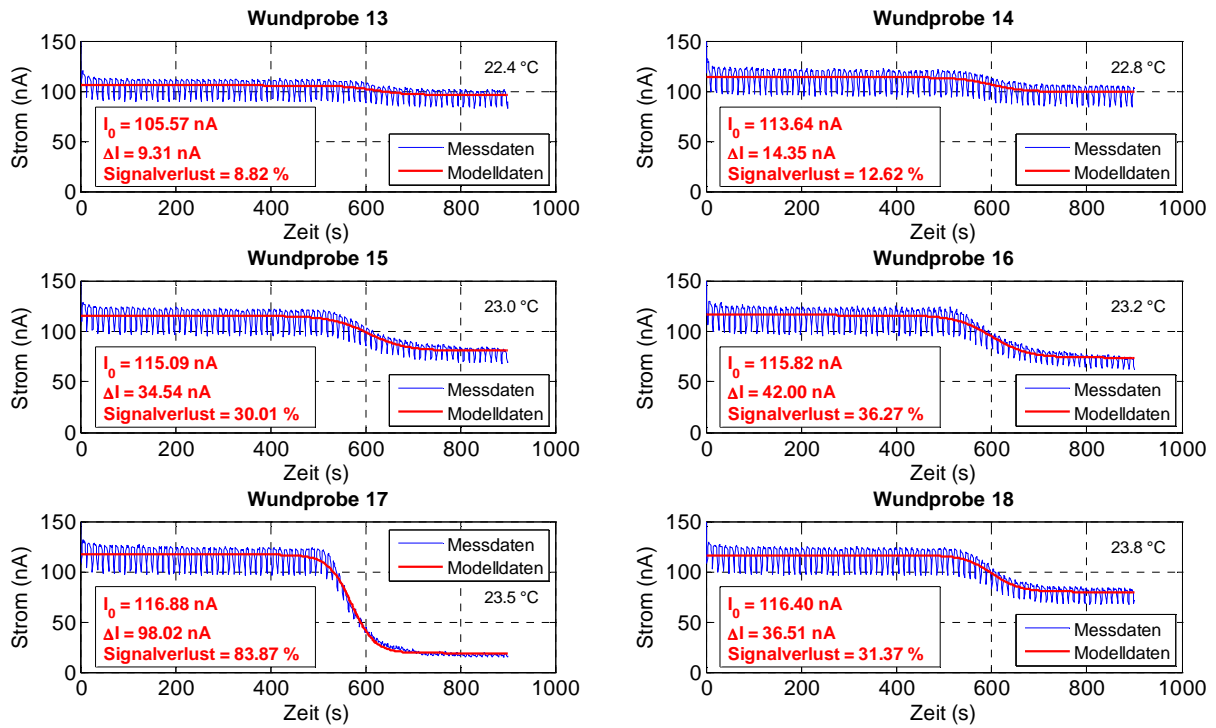 Wundprobe 13
150
100
50
0
Strom (nA)
22.4 °C
I0 = 105.57 nA
ΔI = 9.31 nA
Signalverlust = 8.82 %
Messdaten
Modelldaten
0 200 400 600 800 1000
Zeit (s)
Wundprobe 14
150
100
50
0
Strom (nA)
22.8 °C
I0 = 113.64 nA
ΔI = 14.35 nA
Signalverlust = 12.62 %
Messdaten
Modelldaten
0 200 400 600 800 1000
Zeit (s)
Wundprobe 15
150
100
50
0
Strom (nA)
23.0 °C
I0 = 115.09 nA
ΔI = 34.54 nA
Signalverlust = 30.01 %
Messdaten
Modelldaten
0 200 400 600 800 1000
Zeit (s)
Wundprobe 16
150
100
50
0
Strom (nA)
23.2 °C
I0 = 115.82 nA
ΔI = 42.00 nA
Signalverlust = 36.27 %
Messdaten
Modelldaten
0 200 400 600 800 1000
Zeit (s)
Wundprobe 17
150
100
50
0
Strom (nA)
Messdaten
Modelldaten
23.5 °C
I0 = 116.88 nA
ΔI = 98.02 nA
Signalverlust = 83.87 %
0 200 400 600 800 1000
Zeit (s)
Wundprobe 18
150
100
50
0
Strom (nA)
23.8 °C
I0 = 116.40 nA
ΔI = 36.51 nA
Signalverlust = 31.37 %
Messdaten
Modelldaten
0 200 400 600 800 1000
Zeit (s)